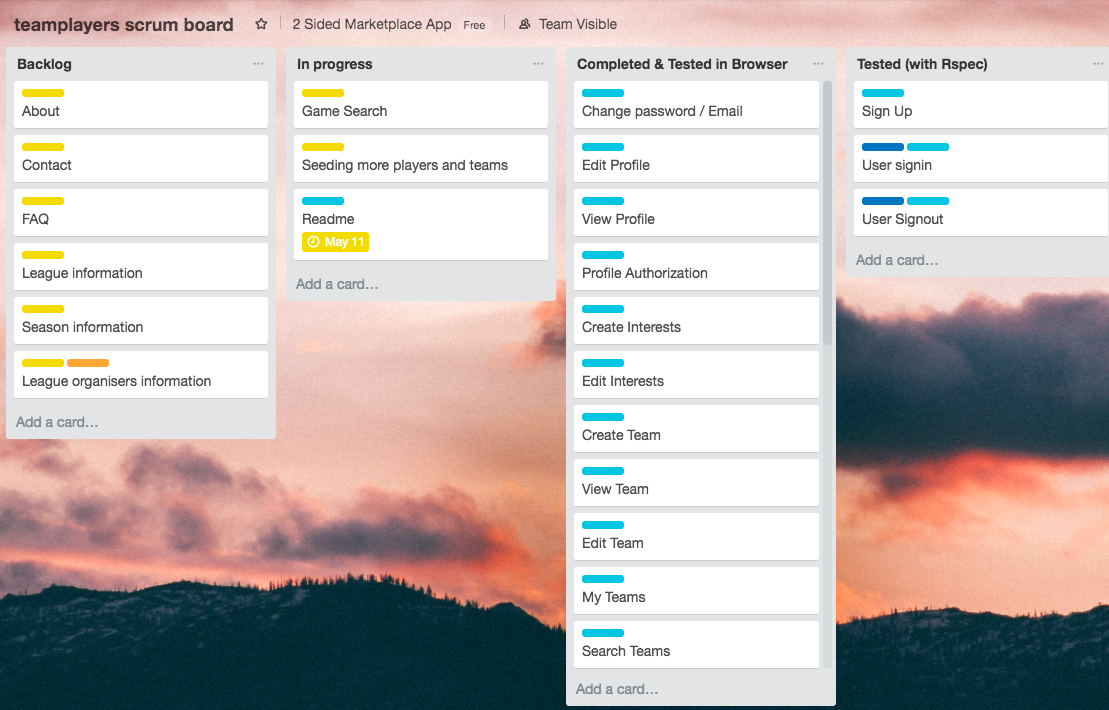 teamplayers scrum board 2 Sided Marketplace App Free Team Visible
Backlog
About
Contact
FAQ
League information
Season information
League organisers information
Add a card…
In progress
Game Search
Seeding more players and teams
Readme
May 11
Add a card…
Completed & Tested in Browser
Change password / Email
Edit Profile
View Profile
Profile Authorization
Create Interests
Edit Interests
Create Team
View Team
Edit Team
My Teams
Search Teams
Add a card…
Tested (with Rspec)
Sign Up
User signin
User Signout
Add a card…